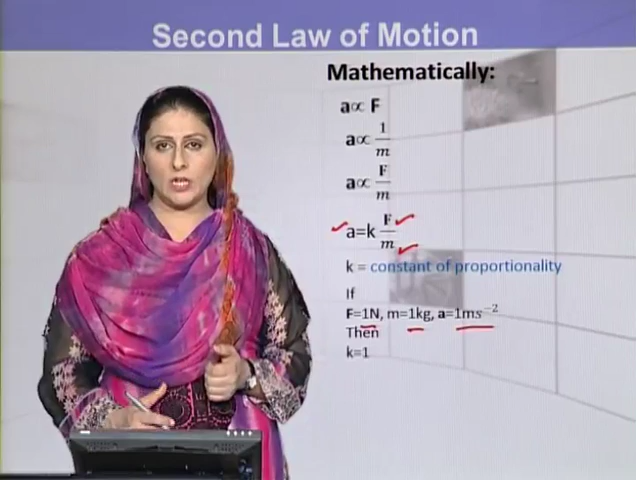 Second Law of Motion
Mathematically:
a∝ F
a∝ 1/m
a∝ F/m
a=k F/m
k = constant of proportionality
If
F=1N, m=1kg, a=1ms⁻²
Then
k=1